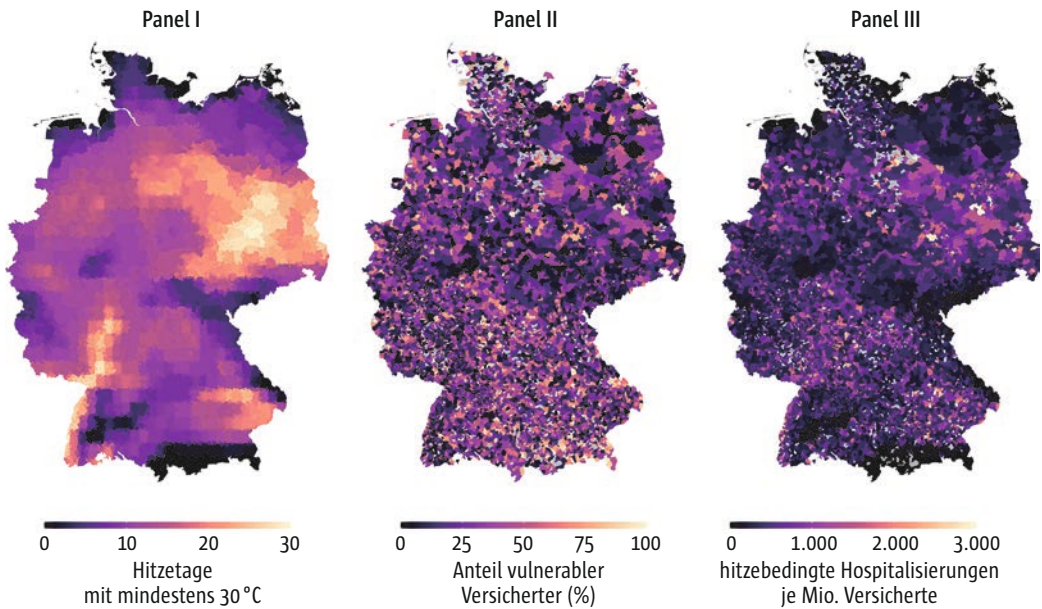 Panel I
Panel II
Panel III
0 10 20 30
Hitzetage
mit mindestens 30 °C
0 25 50 75 100
Anteil vulnerabler
Versicherter (%)
0 1.000 2.000 3.000
hitzebedingte Hospitalisierungen
je Mio. Versicherte